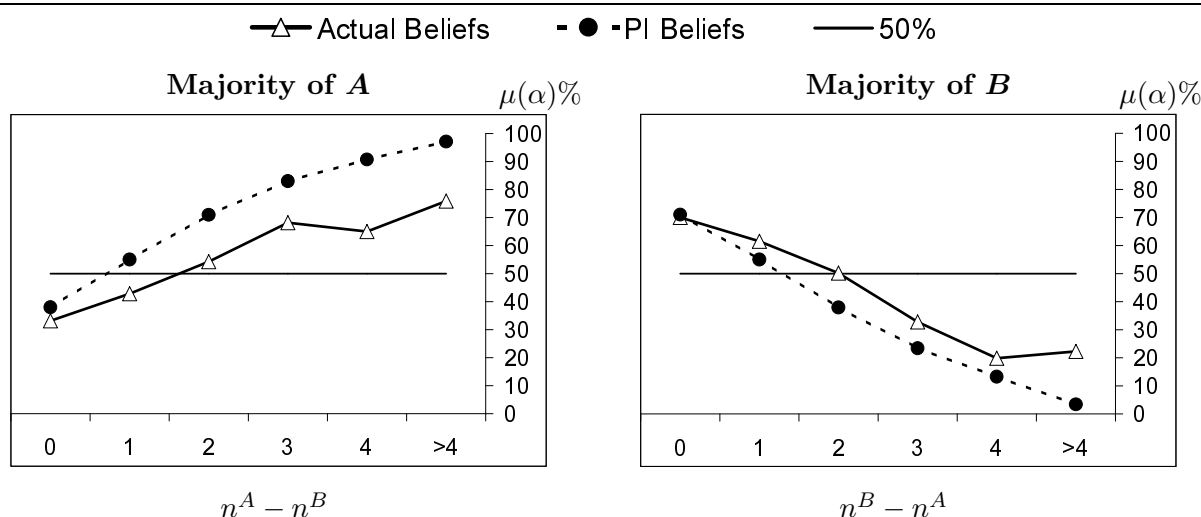 Actual Beliefs PI Beliefs 50%
Majority of A
μ(α)%
100
90
80
70
60
50
40
30
20
10
0
0 1 2 3 4 >4
n^A − n^B
Majority of B
μ(α)%
100
90
80
70
60
50
40
30
20
10
0
0 1 2 3 4 >4
n^B − n^A